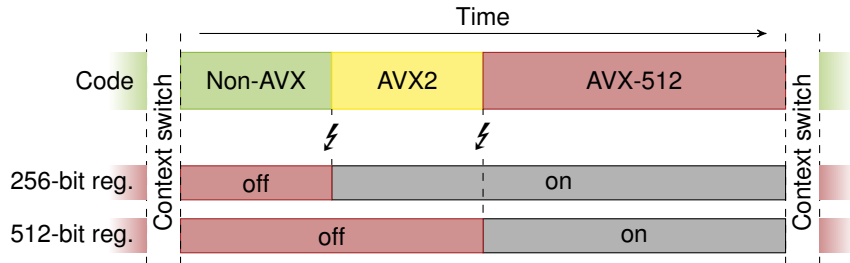 Time
Code
Non-AVX
AVX2
AVX-512
Context switch
Context switch
256-bit reg.
off
on
512-bit reg.
off
on